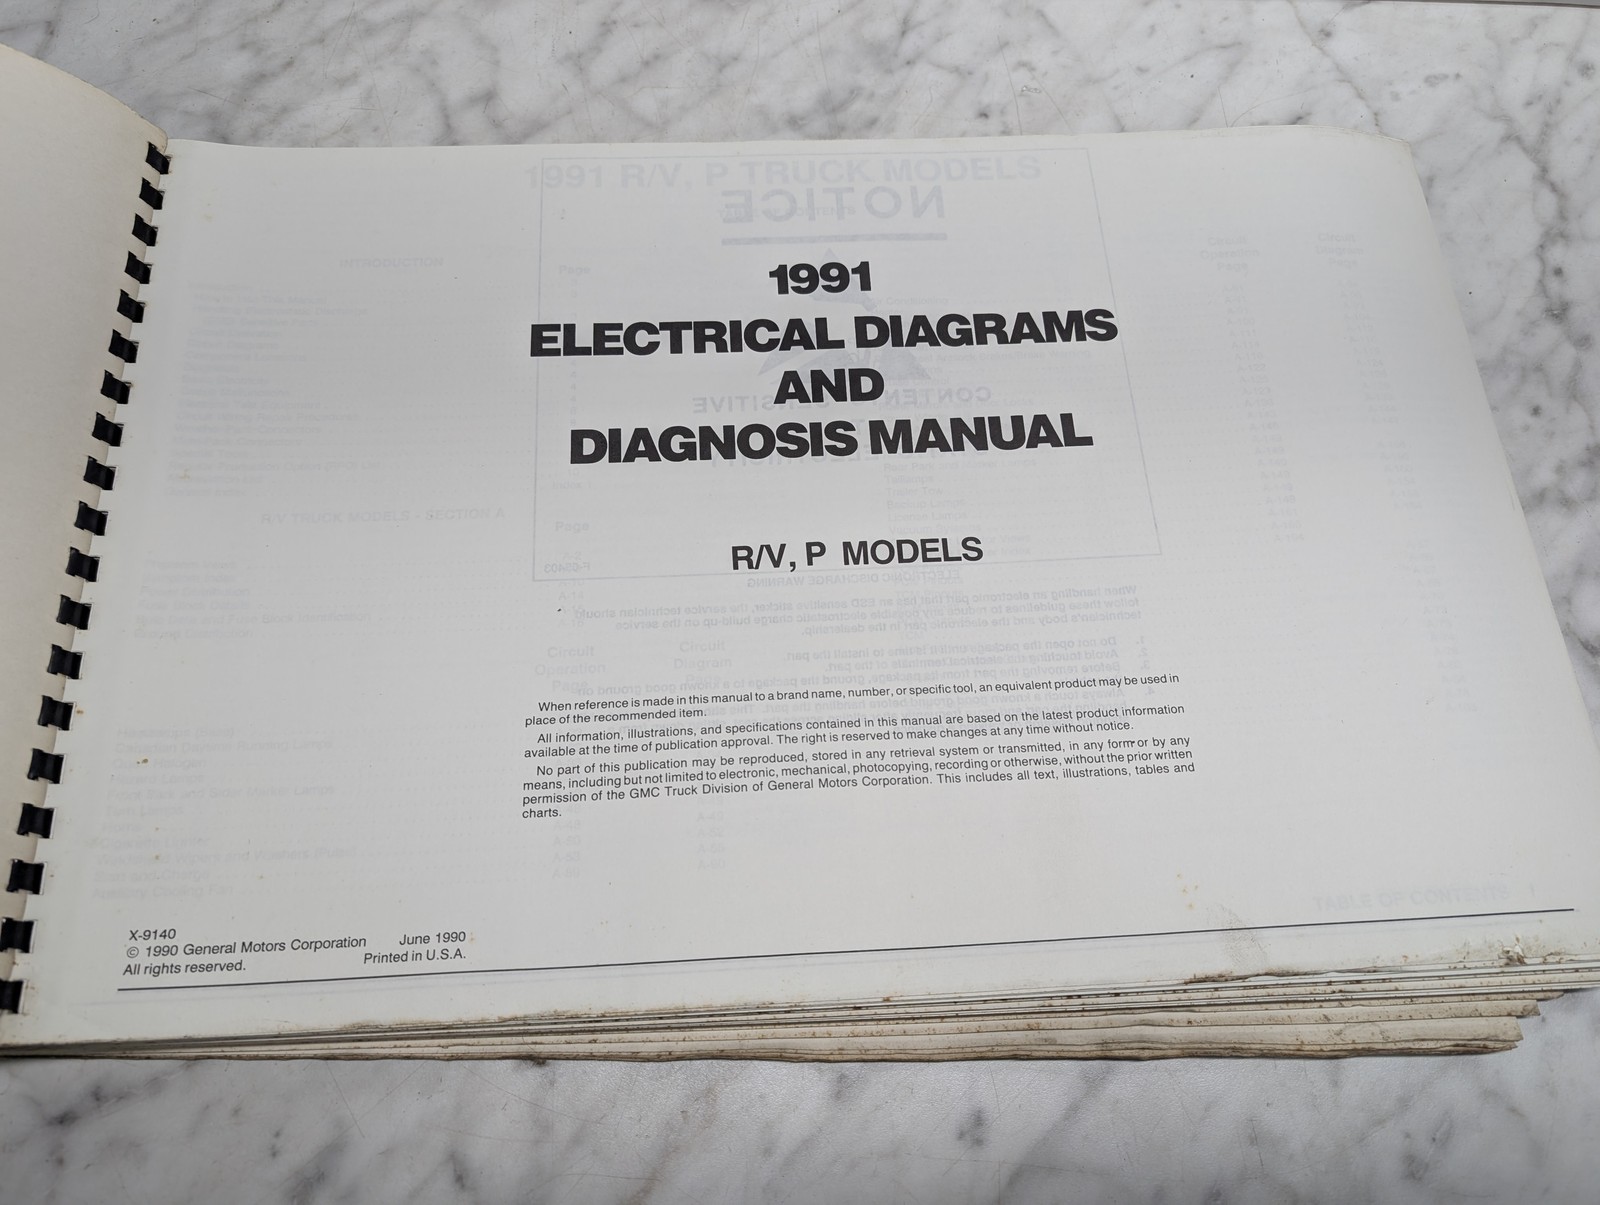 1991
ELECTRICAL DIAGRAMS
AND
DIAGNOSIS MANUAL
R/V, P MODELS
When reference is made in this manual to a brand name, number, or specific tool, an equivalent product may be used in
place of the recommended item.
All information, illustrations, and specifications contained in this manual are based on the latest product information
available at the time of publication approval. The right is reserved to make changes at any time without notice.
No part of this publication may be reproduced, stored in any retrieval system or transmitted, in any form or by any
means, including but not limited to electronic, mechanical, photocopying, recording or otherwise, without the prior written
permission of the GMC Truck Division of General Motors Corporation. This includes all text, illustrations, tables and
charts.
X-9140
© 1990 General Motors Corporation June 1990
All rights reserved. Printed in U.S.A.